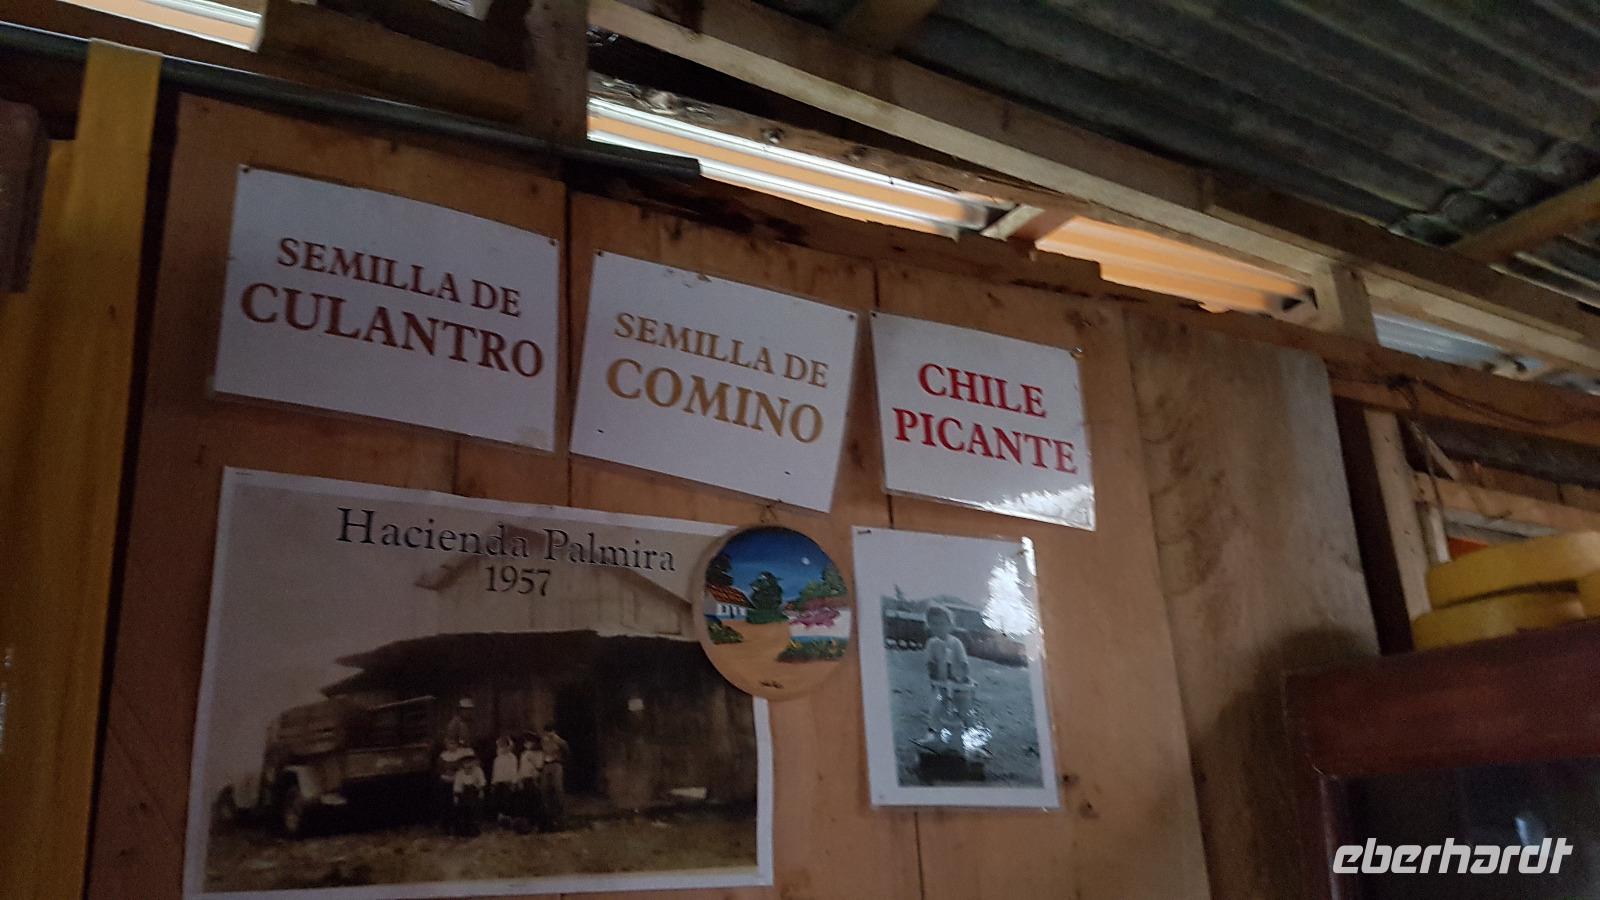 SEMILLA DE
CULANTRO
SEMILLA DE
COMINO
CHILE
PICANTE
Hacienda Palmira
1957
eberhardt